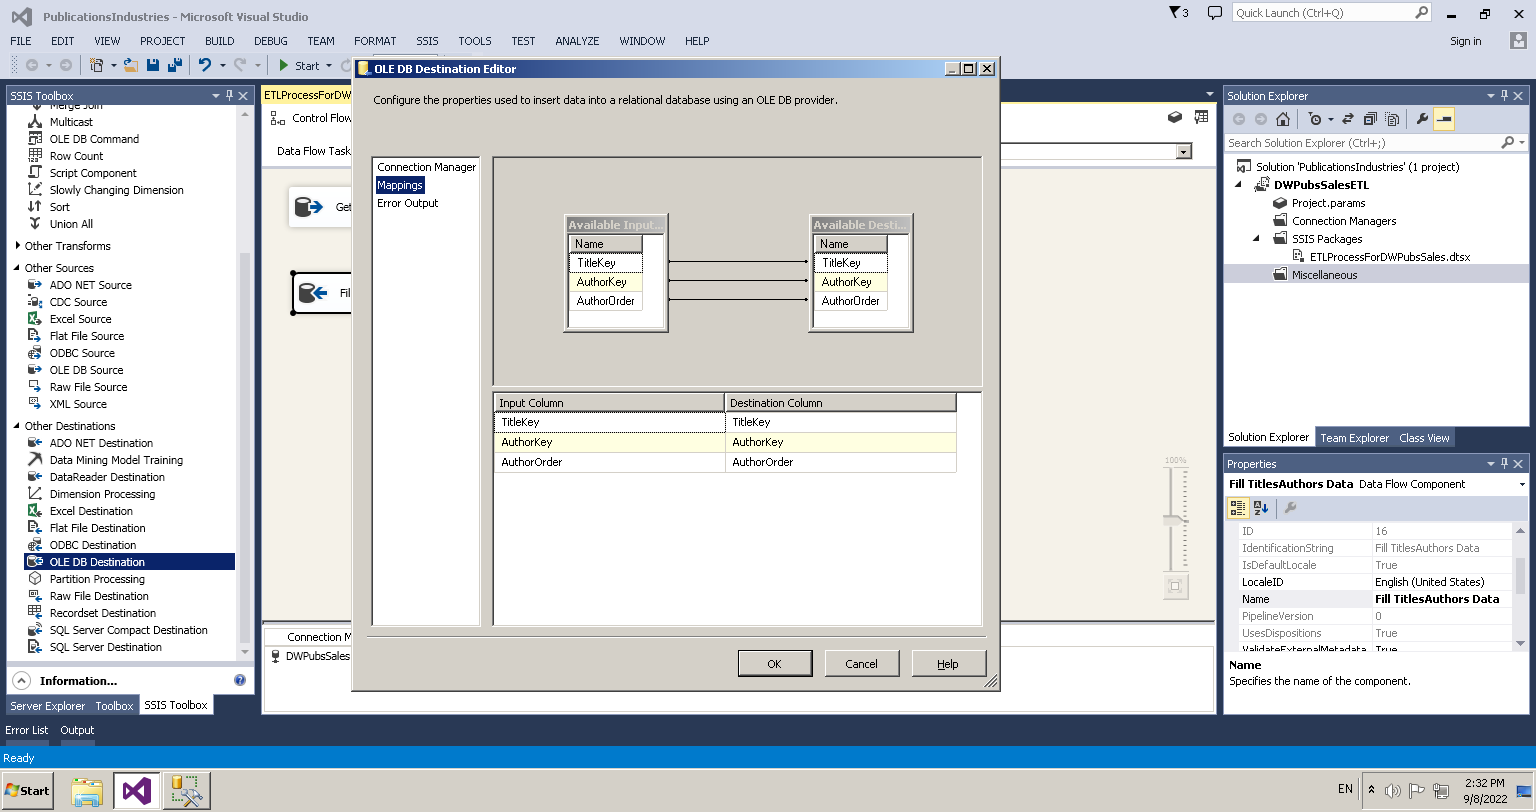 PublicationsIndustries - Microsoft Visual Studio
3
Quick Launch (Ctrl+Q)
FILE EDIT VIEW PROJECT BUILD DEBUG TEAM FORMAT SSIS TOOLS TEST ANALYZE WINDOW HELP
Sign in
Start
SSIS Toolbox
Merge Join
Multicast
OLE DB Command
Row Count
Script Component
Slowly Changing Dimension
Sort
Union All
Other Transforms
Other Sources
ADO NET Source
CDC Source
Excel Source
Flat File Source
ODBC Source
OLE DB Source
Raw File Source
XML Source
Other Destinations
ADO NET Destination
Data Mining Model Training
DataReader Destination
Dimension Processing
Excel Destination
Flat File Destination
ODBC Destination
OLE DB Destination
Partition Processing
Raw File Destination
Recordset Destination
SQL Server Compact Destination
SQL Server Destination
Information...
Server Explorer Toolbox SSIS Toolbox
ETLProcessForDW
Control Flow
Data Flow Task
Get
Fill
100%
Connection M
DWPubsSales
OLE DB Destination Editor
Configure the properties used to insert data into a relational database using an OLE DB provider.
Connection Manager
Mappings
Error Output
Available Input...
Name
TitleKey
AuthorKey
AuthorOrder
Available Desti...
Name
TitleKey
AuthorKey
AuthorOrder
Input Column Destination Column
TitleKey TitleKey
AuthorKey AuthorKey
AuthorOrder AuthorOrder
OK Cancel Help
Solution Explorer
Search Solution Explorer (Ctrl+;)
Solution 'PublicationsIndustries' (1 project)
DWPubsSalesETL
Project.params
Connection Managers
SSIS Packages
ETLProcessForDWPubsSales.dtsx
Miscellaneous
Solution Explorer Team Explorer Class View
Properties
Fill TitlesAuthors Data Data Flow Component
ID 16
IdentificationString Fill TitlesAuthors Data
IsDefaultLocale True
LocaleID English (United States)
Name Fill TitlesAuthors Data
PipelineVersion 0
UsesDispositions True
ValidateExternalMetadata True
Name
Specifies the name of the component.
Error List Output
Ready
Start
EN
2:32 PM
9/8/2022